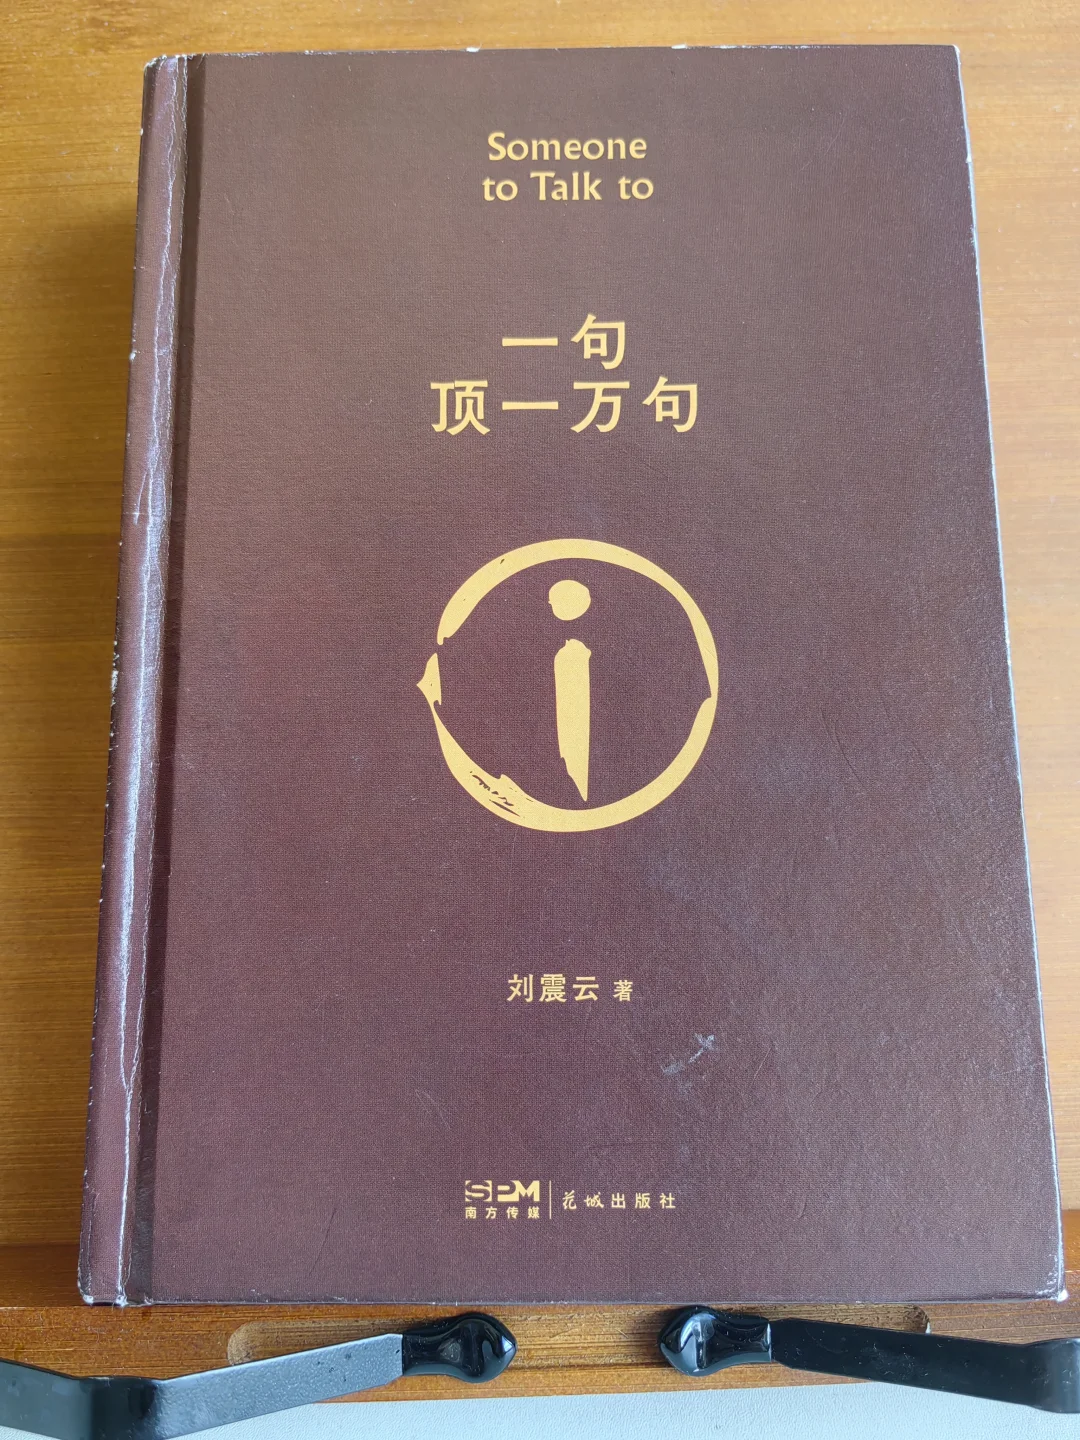 Someone
to Talk to
一句
顶一万句
刘震云 著
SPM
南方传媒
花城出版社